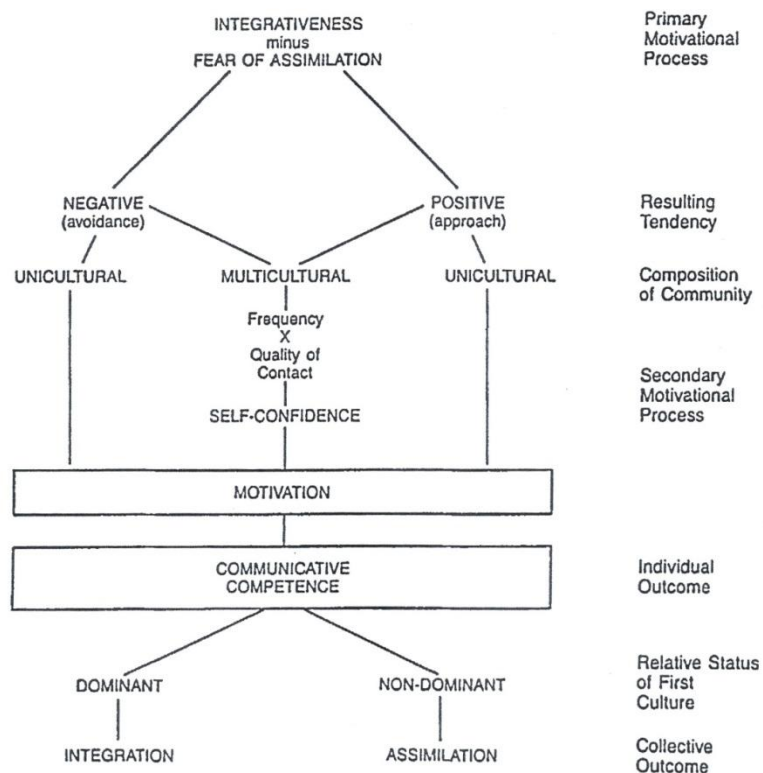 INTEGRATIVENESS
minus
FEAR OF ASSIMILATION
Primary
Motivational
Process
NEGATIVE
(avoidance)
POSITIVE
(approach)
Resulting
Tendency
UNICULTURAL
MULTICULTURAL
UNICULTURAL
Composition
of Community
Frequency
X
Quality of
Contact
SELF-CONFIDENCE
Secondary
Motivational
Process
MOTIVATION
COMMUNICATIVE
COMPETENCE
Individual
Outcome
DOMINANT
NON-DOMINANT
Relative Status
of First
Culture
INTEGRATION
ASSIMILATION
Collective
Outcome